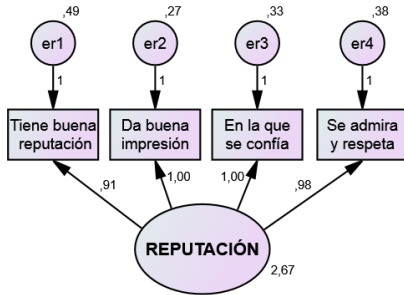 ,49 ,27 ,33 ,38
er1 er2 er3 er4
1 1 1 1
Tiene buena reputación
Da buena impresión
En la que se confía
Se admira y respeta
,91 1,00 1,00 ,98
REPUTACIÓN
2,67